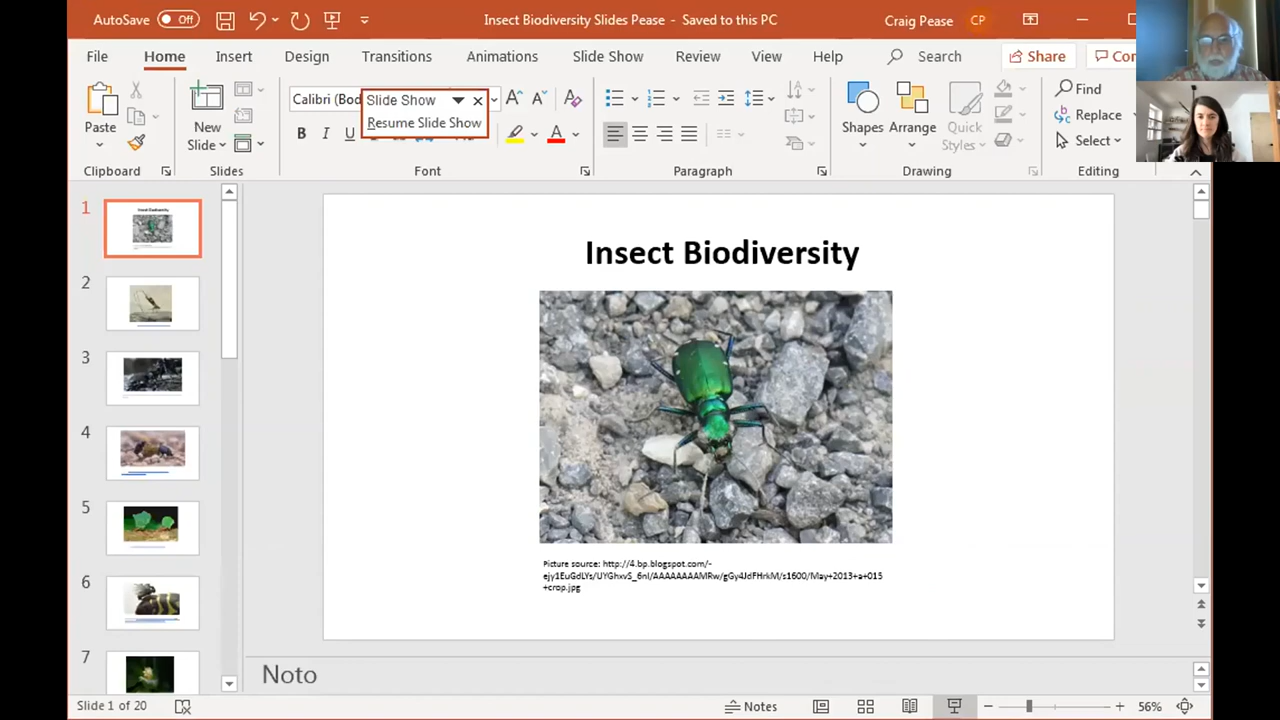 AutoSave Off
Insect Biodiversity Slides Pease - Saved to this PC
Craig Pease CP
File Home Insert Design Transitions Animations Slide Show Review View Help Search Share
Paste
New
Slide
Calibri (Bod
Slide Show
Resume Slide Show
B I U
A
Shapes Arrange Quick
Styles
Find
Replace
Select
Clipboard Slides Font Paragraph Drawing Editing
1
2
3
4
5
6
7
Insect Biodiversity
Picture source: http://4.bp.blogspot.com/-
ejy1EuGdLYs/UYGhxvS_6nI/AAAAAAAAMRw/gGy4JdFHrkM/s1600/May+2013+a+015
+crop.jpg
Noto
Slide 1 of 20
Notes
56%